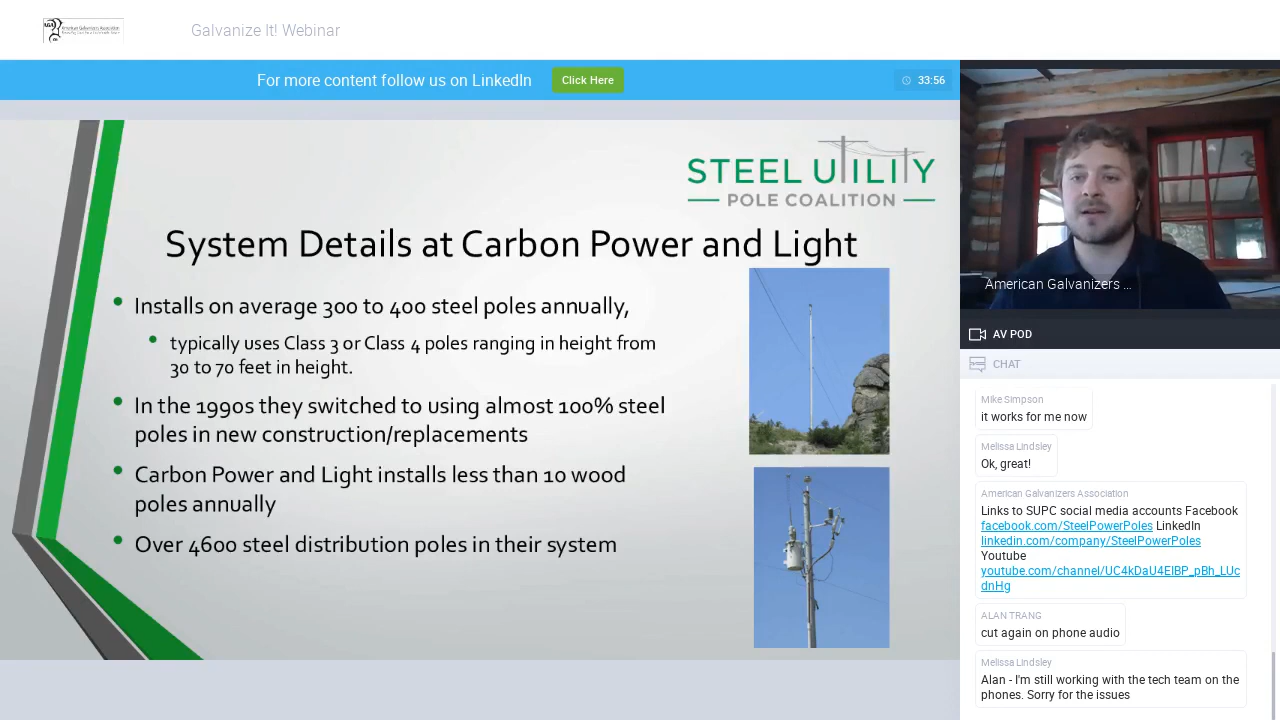 AGA
American Galvanizers Association
Galvanize It! Webinar
For more content follow us on LinkedIn
Click Here
33:56
STEEL UTILITY
POLE COALITION
System Details at Carbon Power and Light
• Installs on average 300 to 400 steel poles annually,
• typically uses Class 3 or Class 4 poles ranging in height from
30 to 70 feet in height.
• In the 1990s they switched to using almost 100% steel
poles in new construction/replacements
• Carbon Power and Light installs less than 10 wood
poles annually
• Over 4600 steel distribution poles in their system
American Galvanizers ...
AV POD
CHAT
Mike Simpson
it works for me now
Melissa Lindsley
Ok, great!
American Galvanizers Association
Links to SUPC social media accounts Facebook
facebook.com/SteelPowerPoles LinkedIn
linkedin.com/company/SteelPowerPoles
Youtube
youtube.com/channel/UC4kDaU4EIBP_pBh_LUc
dnHg
ALAN TRANG
cut again on phone audio
Melissa Lindsley
Alan - I'm still working with the tech team on the
phones. Sorry for the issues